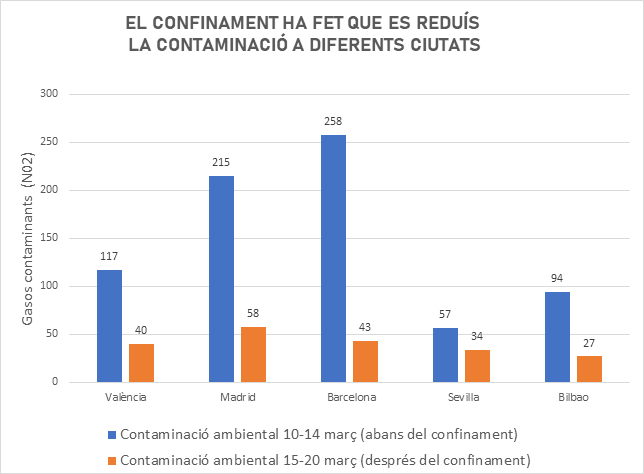 EL CONFINAMENT HA FET QUE ES REDUÍS
LA CONTAMINACIÓ A DIFERENTS CIUTATS
Gasos contaminants (N02)
300
250
200
150
100
50
0
117
40
215
58
258
43
57
34
94
27
València
Madrid
Barcelona
Sevilla
Bilbao
Contaminació ambiental 10-14 març (abans del confinament)
Contaminació ambiental 15-20 març (després del confinament)